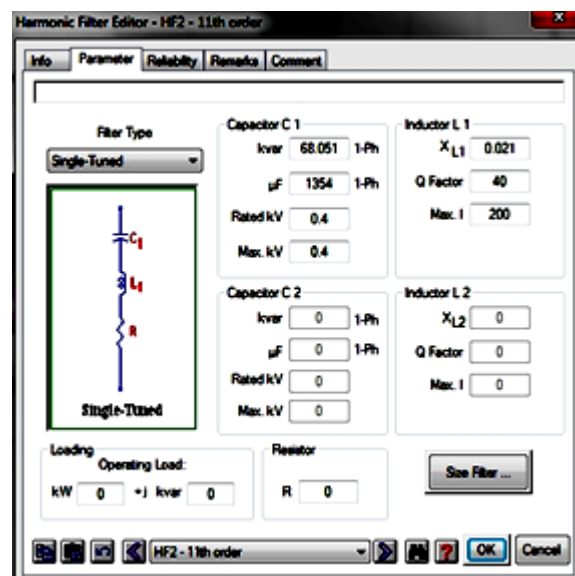 Harmonic Filter Editor - HF2 - 11th order
Info Parameter Reliability Remarks Comment
Filter Type
Single-Tuned
C1
L1
R
Single-Tuned
Capacitor C 1
kvar 68.051 1-Ph
µF 1354 1-Ph
Rated kV 0.4
Max. kV 0.4
Inductor L 1
XL1 0.021
Q Factor 40
Max. I 200
Capacitor C 2
kvar 0 1-Ph
µF 0 1-Ph
Rated kV 0
Max. kV 0
Inductor L 2
XL2 0
Q Factor 0
Max. I 0
Loading
Operating Load:
kW 0 +j kvar 0
Resistor
R 0
Size Filter ...
HF2 - 11th order
? OK Cancel